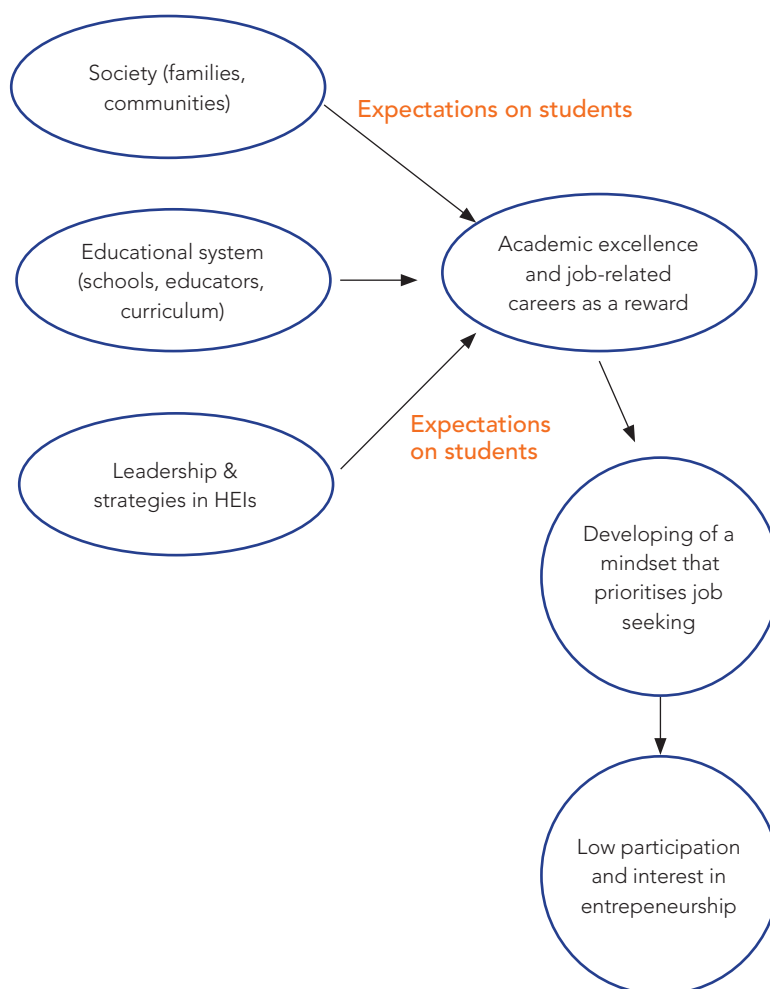 Society (families,
communities)
Expectations on students
Educational system
(schools, educators,
curriculum)
Academic excellence
and job-related
careers as a reward
Leadership &
strategies in HEIs
Expectations
on students
Developing of a
mindset that
prioritises job
seeking
Low participation
and interest in
entrepeneurship